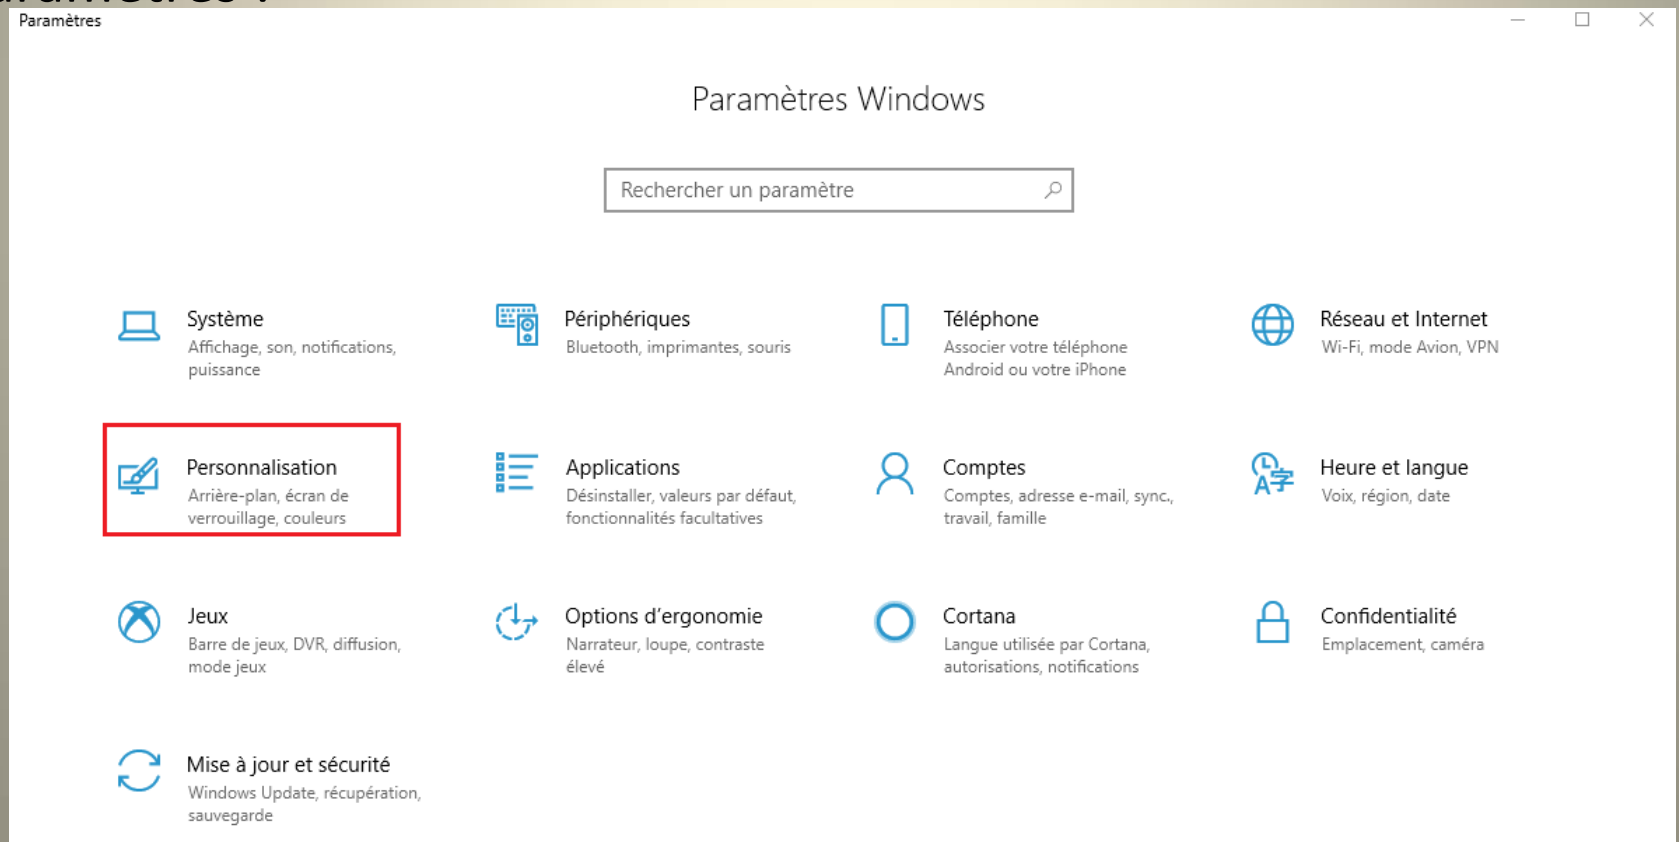 Paramètres
Paramètres Windows
Rechercher un paramètre
Système
Affichage, son, notifications,
puissance
Périphériques
Bluetooth, imprimantes, souris
Téléphone
Associer votre téléphone
Android ou votre iPhone
Réseau et Internet
Wi-Fi, mode Avion, VPN
Personnalisation
Arrière-plan, écran de
verrouillage, couleurs
Applications
Désinstaller, valeurs par défaut,
fonctionnalités facultatives
Comptes
Comptes, adresse e-mail, sync.,
travail, famille
Heure et langue
Voix, région, date
Jeux
Barre de jeux, DVR, diffusion,
mode jeux
Options d’ergonomie
Narrateur, loupe, contraste
élevé
Cortana
Langue utilisée par Cortana,
autorisations, notifications
Confidentialité
Emplacement, caméra
Mise à jour et sécurité
Windows Update, récupération,
sauvegarde